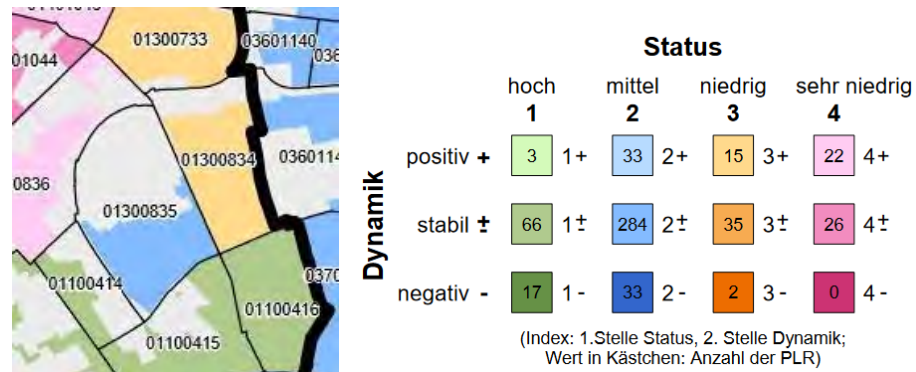 01300733
03601140
036
01044
01300834
0360114
0836
01300835
01100414
0370
01100416
01100415
Status
hoch mittel niedrig sehr niedrig
1 2 3 4
Dynamik
positiv + 3 1+ 33 2+ 15 3+ 22 4+
stabil ± 66 1± 284 2± 35 3± 26 4±
negativ - 17 1- 33 2- 2 3- 0 4-
(Index: 1.Stelle Status, 2. Stelle Dynamik;
Wert in Kästchen: Anzahl der PLR)